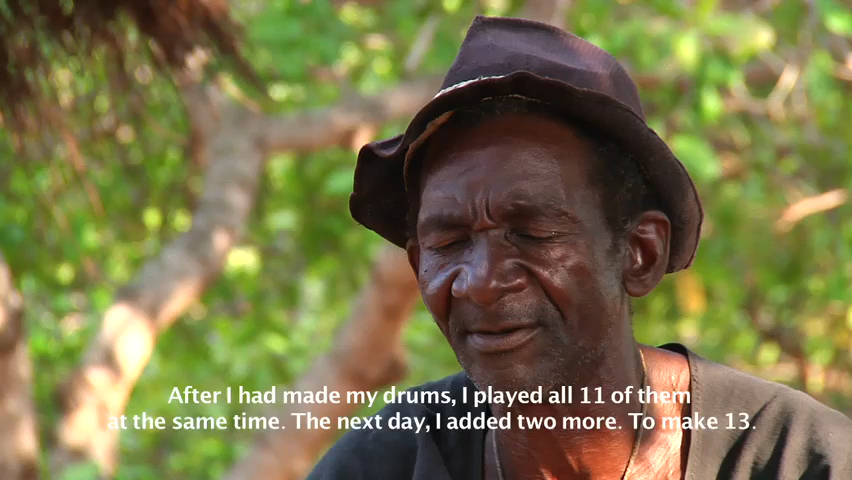 After I had made my drums, I played all 11 of them
at the same time. The next day, I added two more. To make 13.